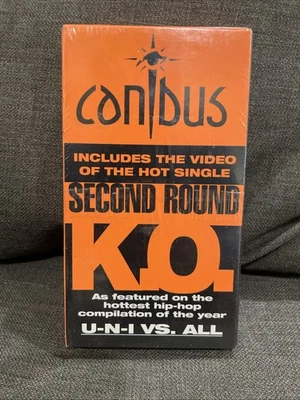 canibus
INCLUDES THE VIDEO
OF THE HOT SINGLE
SECOND ROUND
K.O.
As featured on the
hottest hip-hop
compilation of the year
U-N-I VS. ALL